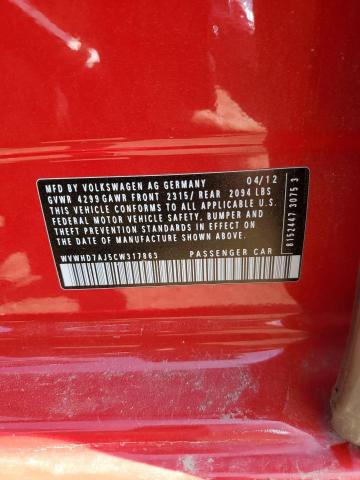 MFD BY VOLKSWAGEN AG GERMANY 04/12
GVWR 4299 GAWR FRONT 2315/ REAR 2094 LBS
THIS VEHICLE CONFORMS TO ALL APPLICABLE U.S.
FEDERAL MOTOR VEHICLE SAFETY, BUMPER AND
THEFT PREVENTION STANDARDS IN EFFECT ON THE
DATE OF MANUFACTURE SHOWN ABOVE.
WVWHD7AJ5CW317863 PASSENGER CAR
8152447 3075 3